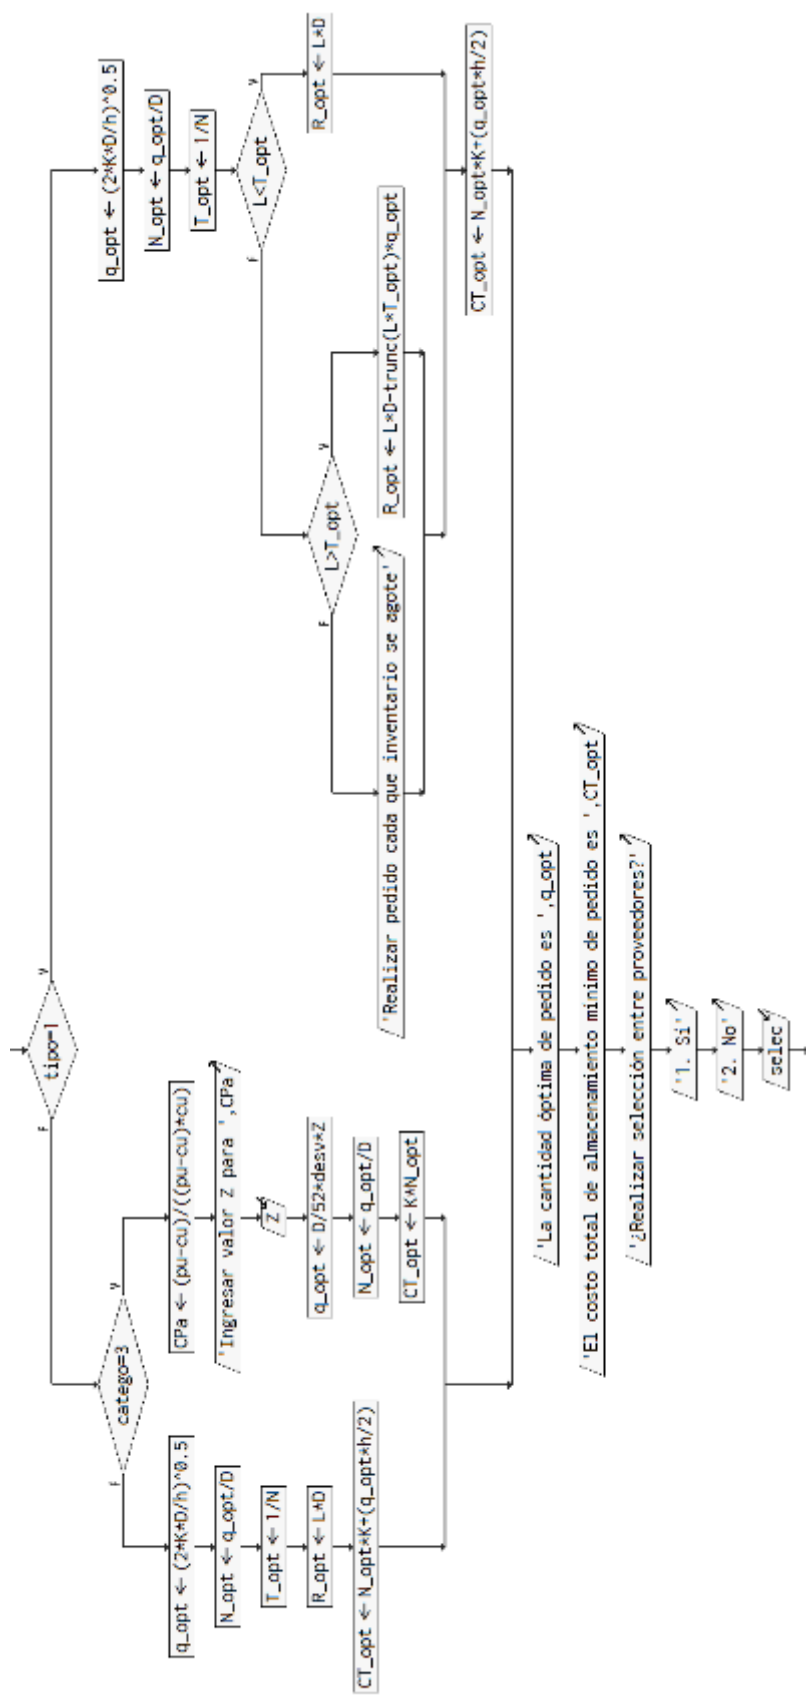 tipo=1
F
V
catego=3
F
V
q_opt ← (2*K*D/h)^0.5
N_opt ← q_opt/D
T_opt ← 1/N
R_opt ← L*D
CT_opt ← N_opt*K+(q_opt*h/2)
CPa ← (pu-cu)/((pu-cu)*cu)
'Ingresar valor Z para ',CPa
Z
q_opt ← D/52*desv*Z
N_opt ← q_opt/D
CT_opt ← K*N_opt
q_opt ← (2*K*D/h)^0.5
N_opt ← q_opt/D
T_opt ← 1/N
L<T_opt
F
V
L>T_opt
F
V
'Realizar pedido cada que inventario se agote'
R_opt ← L*D-trunc(L*T_opt)*q_opt
R_opt ← L*D
CT_opt ← N_opt*K+(q_opt*h/2)
'La cantidad óptima de pedido es ',q_opt
'El costo total de almacenamiento mínimo de pedido es ',CT_opt
'¿Realizar selección entre proveedores?'
'1. Si'
'2. No'
selec